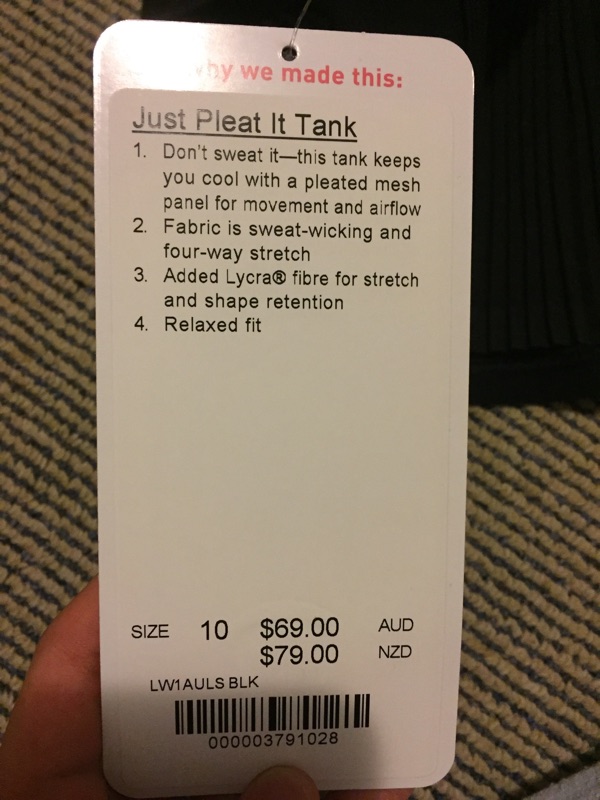 why we made this:
Just Pleat It Tank
1. Don't sweat it—this tank keeps
you cool with a pleated mesh
panel for movement and airflow
2. Fabric is sweat-wicking and
four-way stretch
3. Added Lycra® fibre for stretch
and shape retention
4. Relaxed fit
SIZE 10 $69.00 AUD
$79.00 NZD
LW1AULS BLK
000003791028